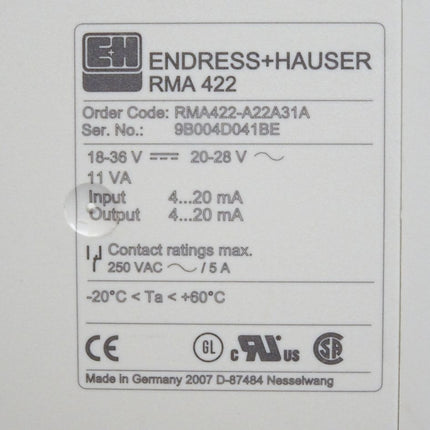 E+H
ENDRESS+HAUSER
RMA 422
Order Code: RMA422-A22A31A
Ser. No.: 9B004D041BE
18-36 V ⎓ 20-28 V ~
11 VA
Input 4...20 mA
Output 4...20 mA
Contact ratings max.
250 VAC ~ / 5 A
-20°C < Ta < +60°C
CE GL c UR us SA
Made in Germany 2007 D-87484 Nesselwang